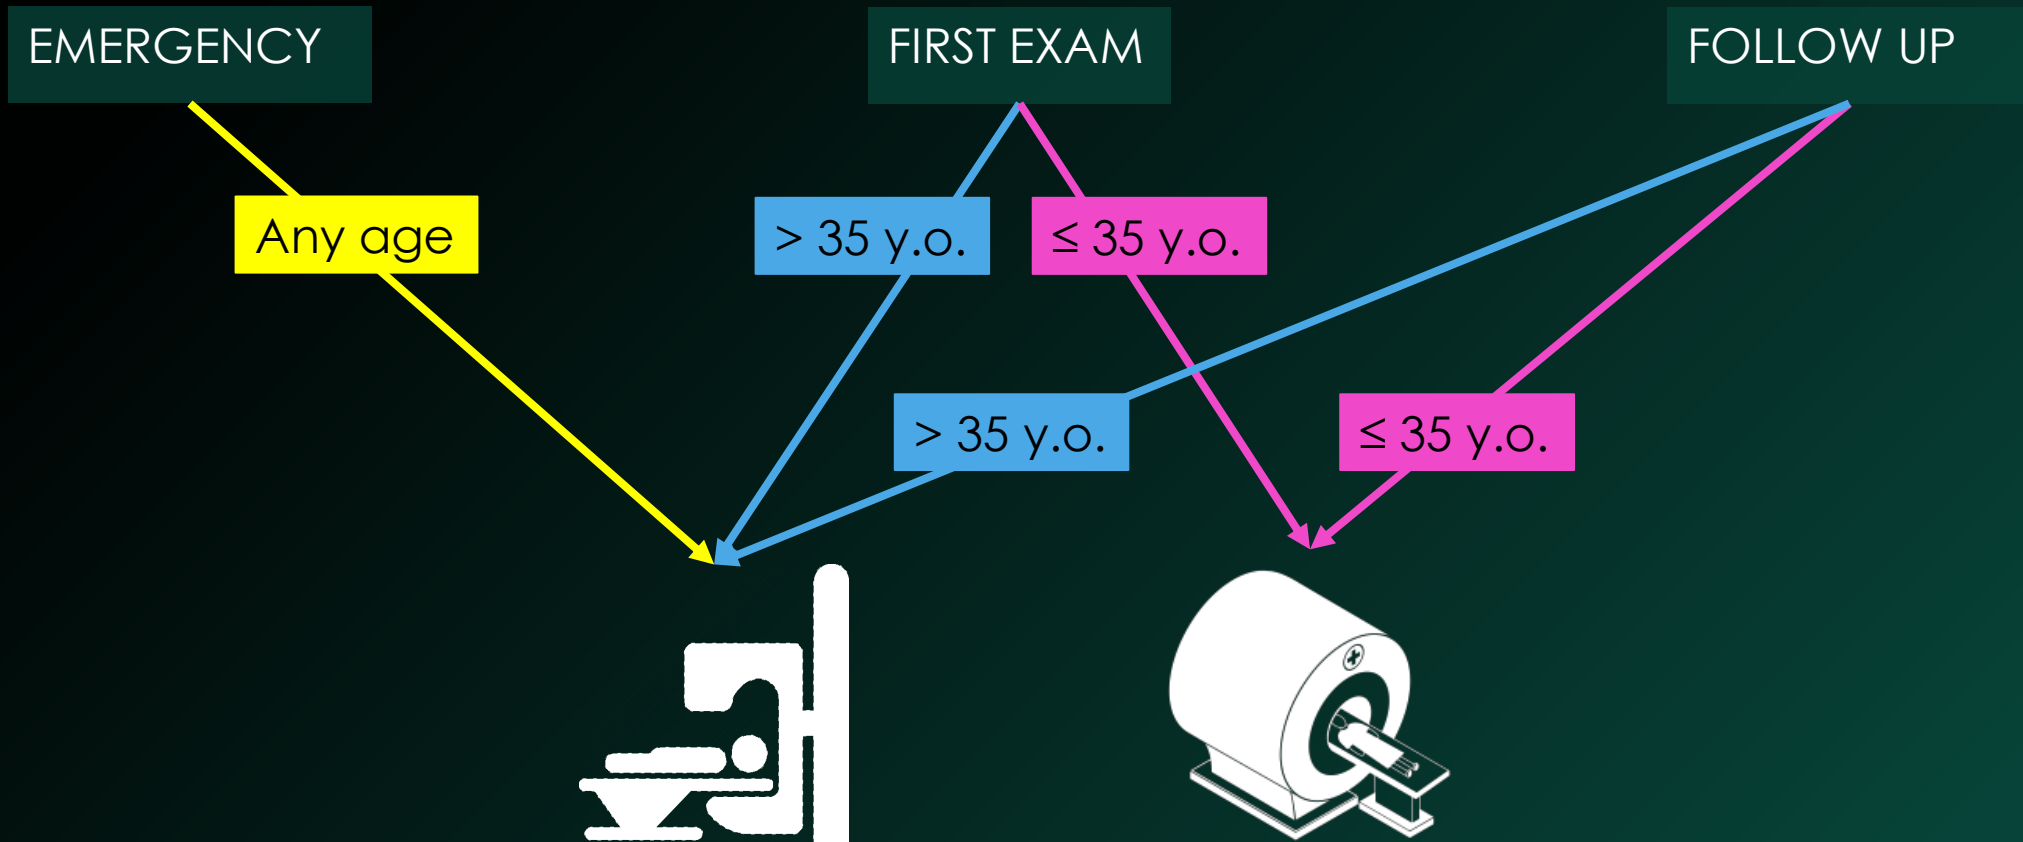 EMERGENCY
FIRST EXAM
FOLLOW UP
Any age
> 35 y.o.
≤ 35 y.o.
> 35 y.o.
≤ 35 y.o.